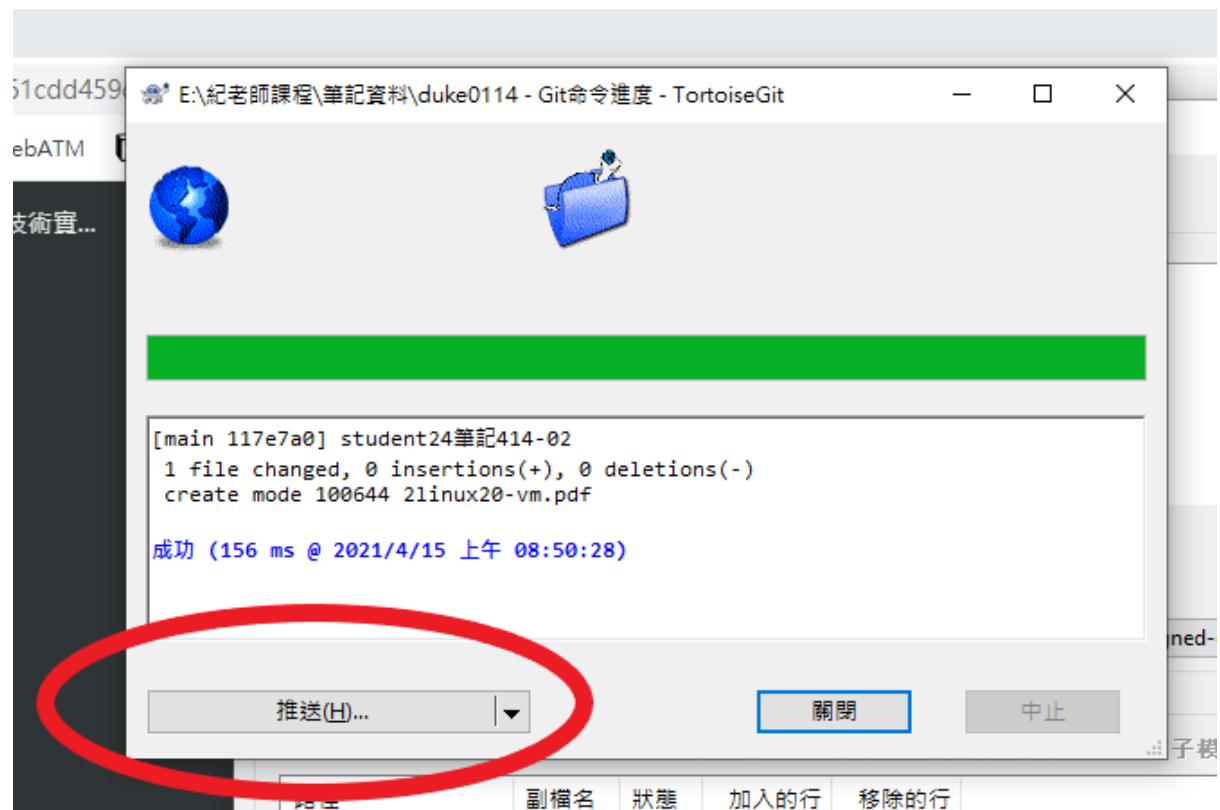 51cdd459
E:\紀老師課程\筆記資料\duke0114 - Git命令進度 - TortoiseGit
ebATM
技術實...
[main 117e7a0] student24筆記414-02
1 file changed, 0 insertions(+), 0 deletions(-)
create mode 100644 2linux20-vm.pdf
成功 (156 ms @ 2021/4/15 上午 08:50:28)
gned-
推送(H)...
關閉
中止
子模
路徑
副檔名
狀態
加入的行
移除的行